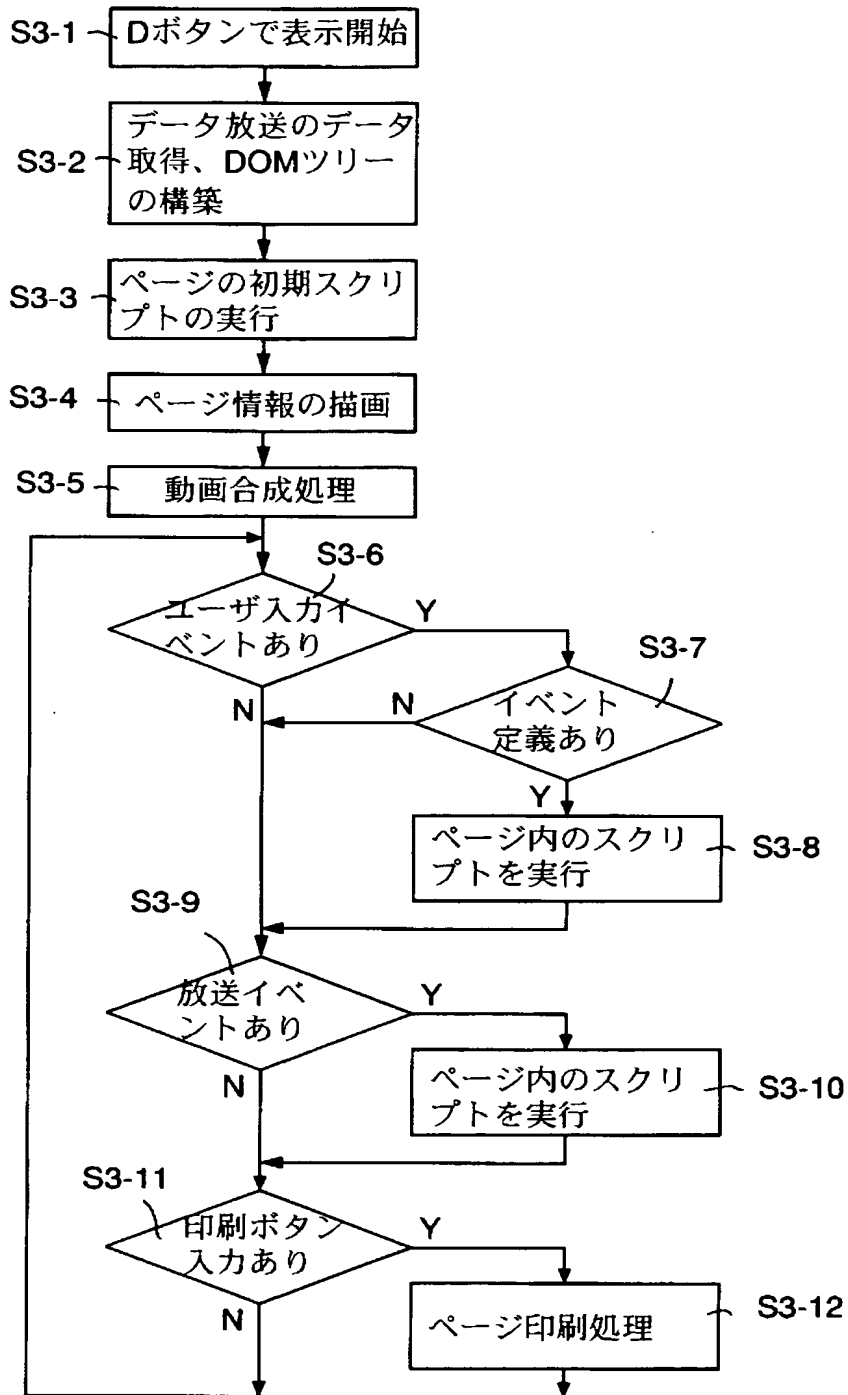 S3-1
Dボタンで表示開始
S3-2
データ放送のデータ
取得、DOMツリー
の構築
S3-3
ページの初期スクリ
プトの実行
S3-4
ページ情報の描画
S3-5
動画合成処理
S3-6
ユーザ入力イ
ベントあり
Y
N
S3-7
イベント
定義あり
N
Y
ページ内のスクリ
プトを実行
S3-8
S3-9
放送イベ
ントあり
Y
N
ページ内のスクリ
プトを実行
S3-10
S3-11
印刷ボタン
入力あり
Y
N
ページ印刷処理
S3-12